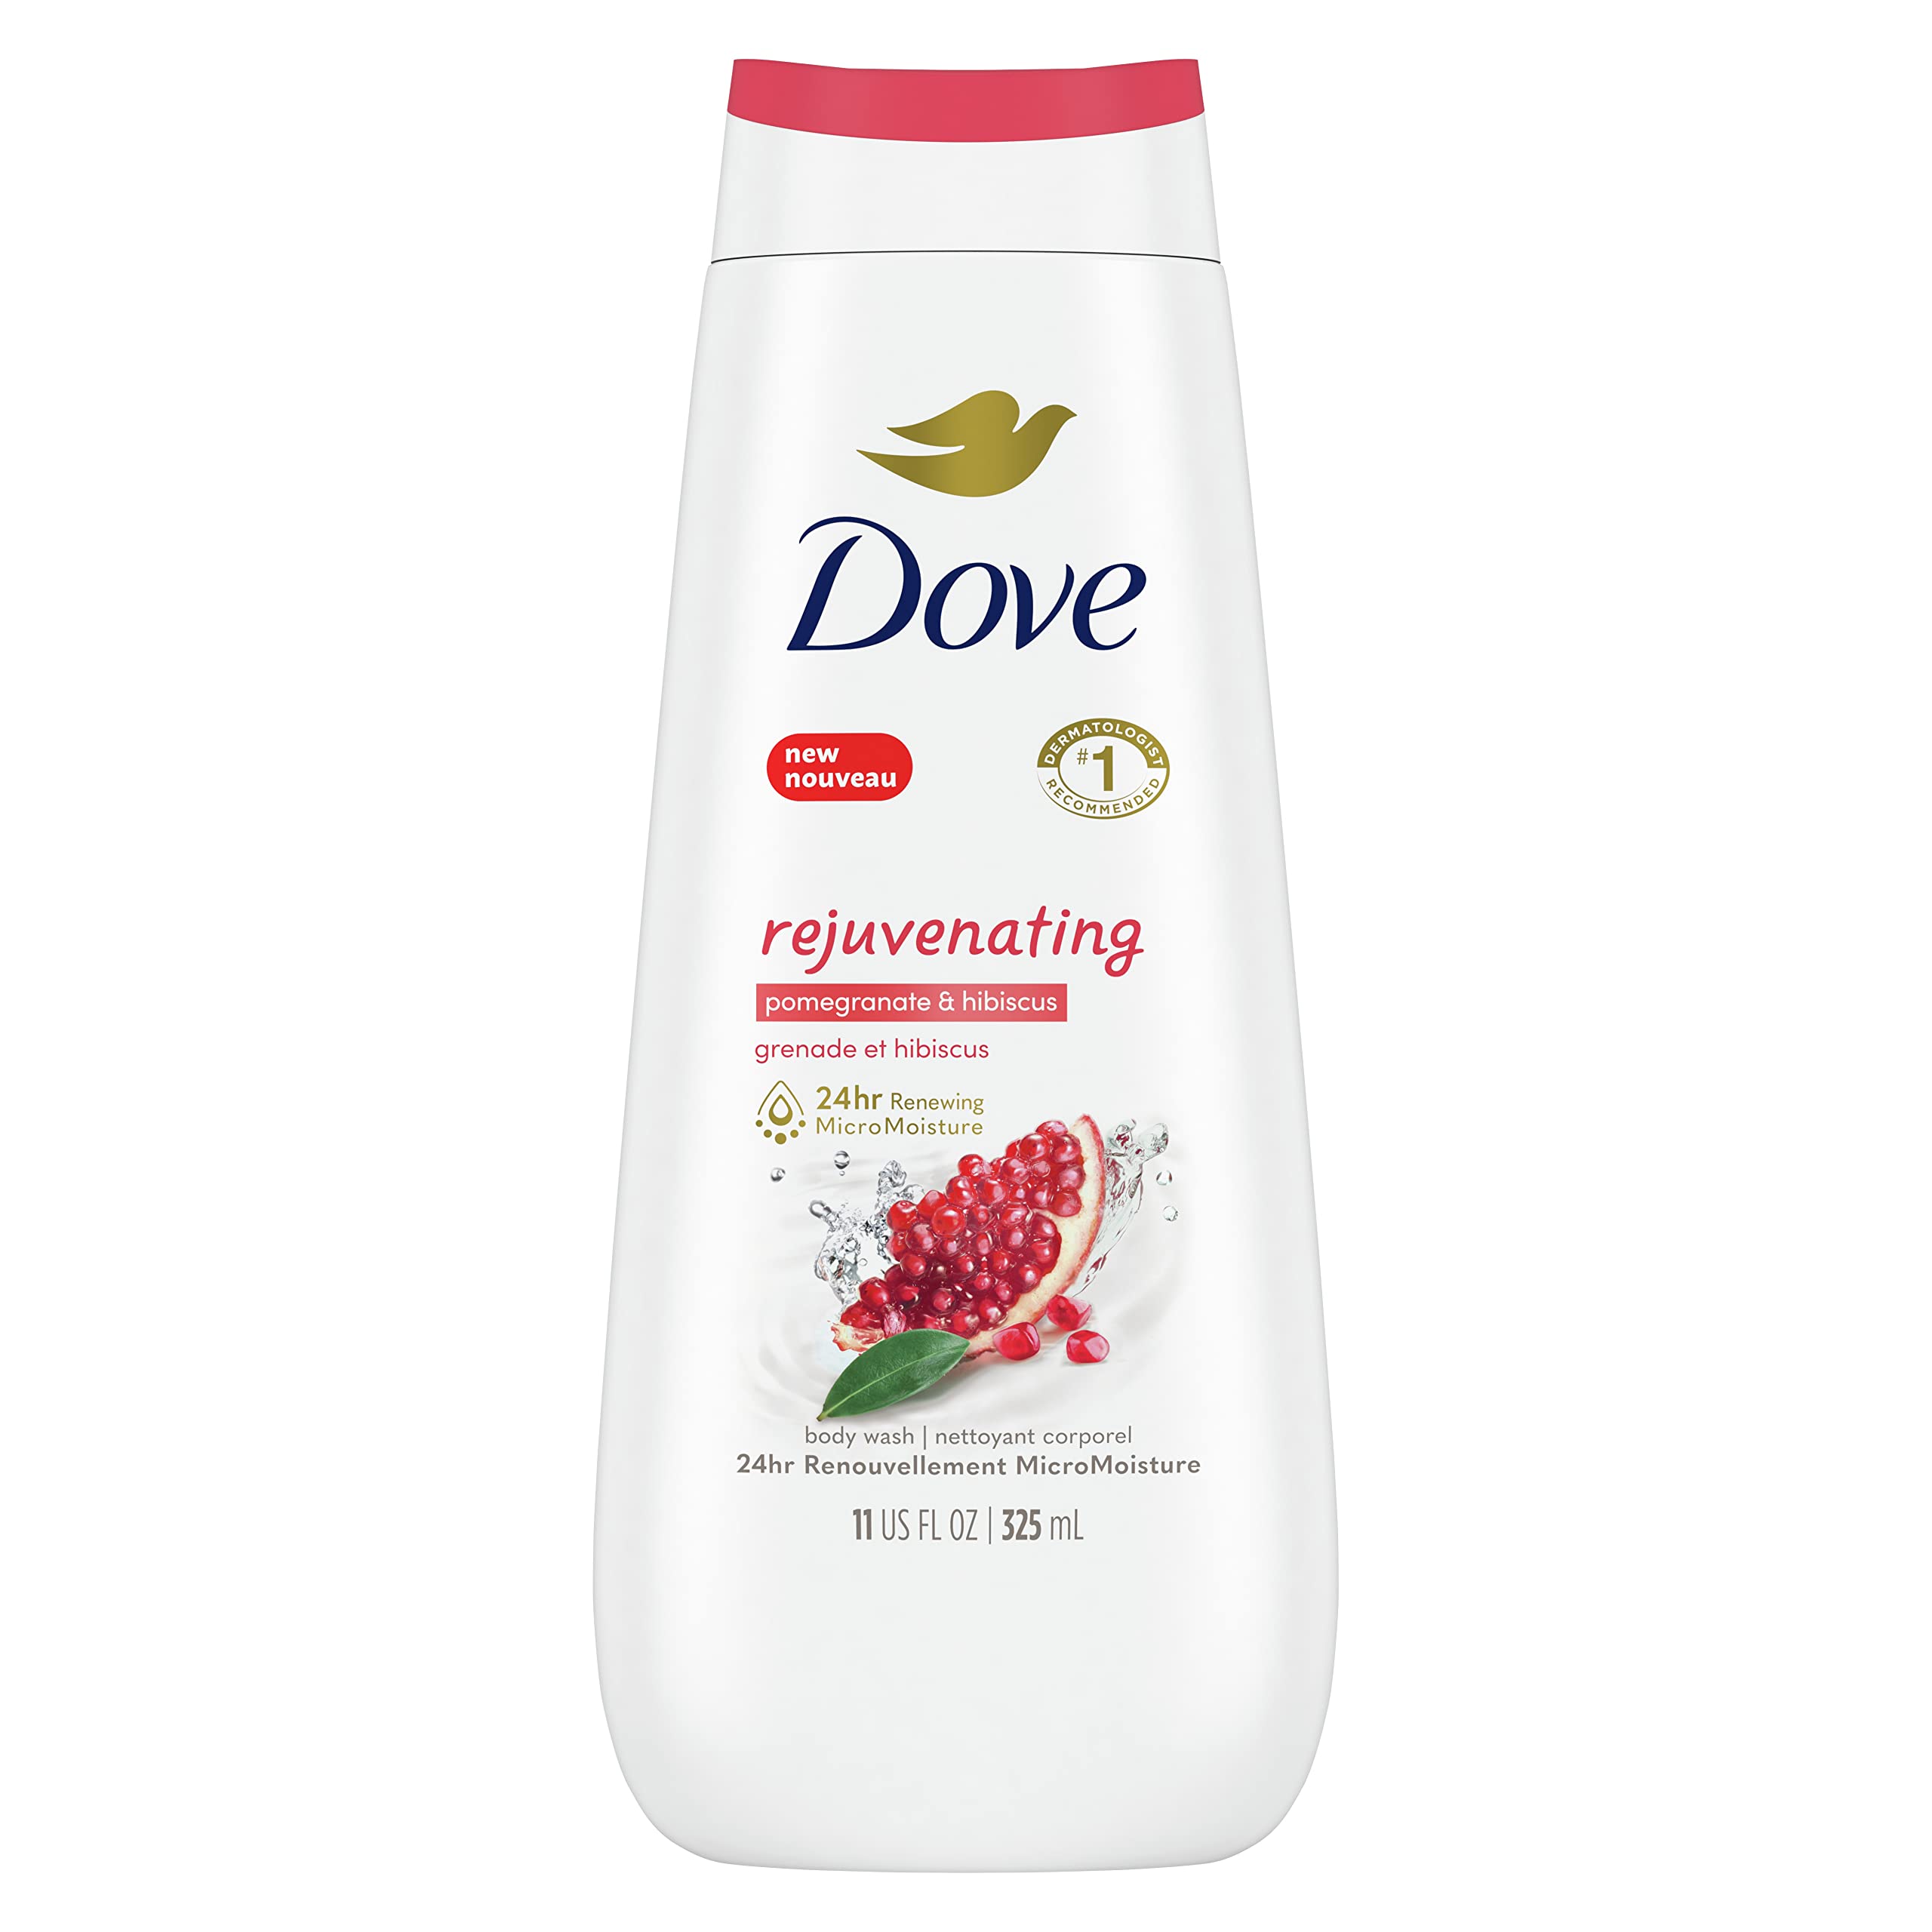 Dove
new
nouveau
DERMATOLOGIST
#1
RECOMMENDED
rejuvenating
pomegranate & hibiscus
grenade et hibiscus
24hr Renewing
MicroMoisture
body wash | nettoyant corporel
24hr Renouvellement MicroMoisture
11 US FL OZ | 325 mL